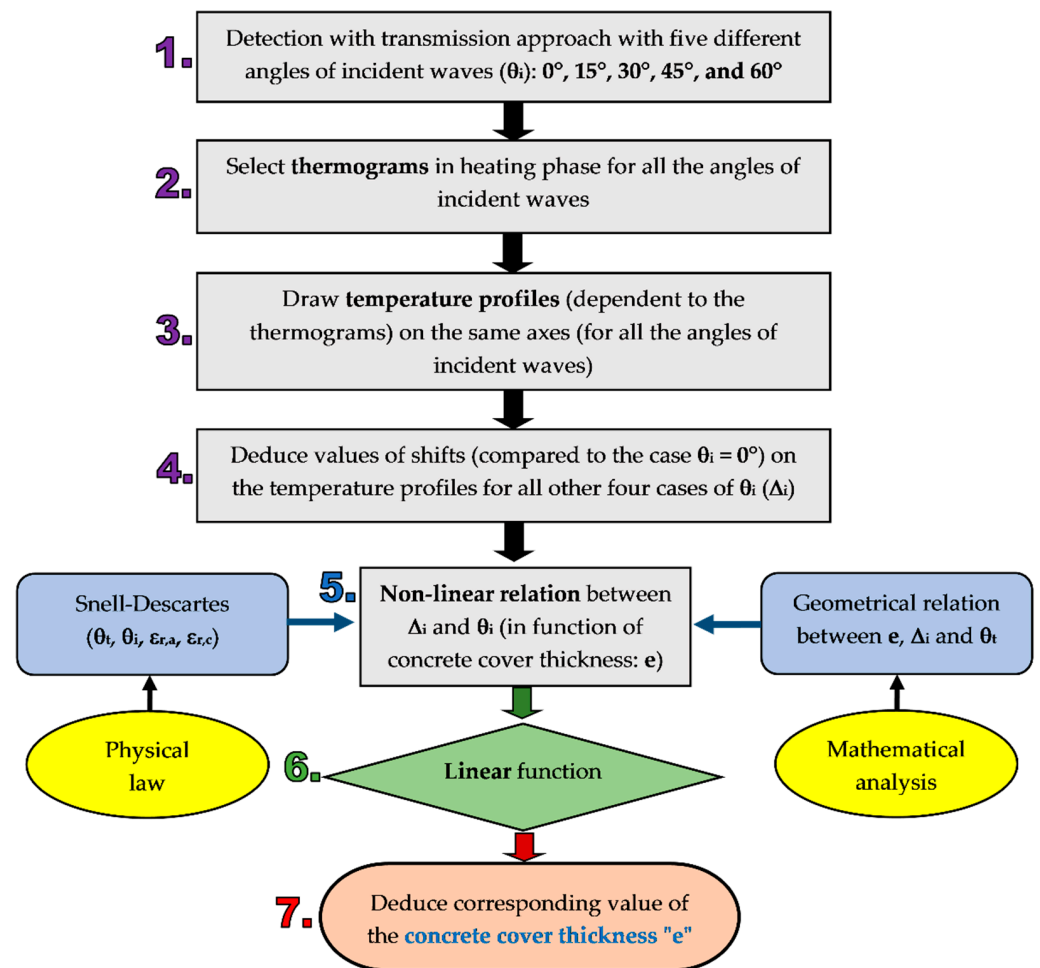 1.
Detection with transmission approach with five different
angles of incident waves (θi): 0°, 15°, 30°, 45°, and 60°
2.
Select thermograms in heating phase for all the angles of
incident waves
3.
Draw temperature profiles (dependent to the
thermograms) on the same axes (for all the angles of
incident waves)
4.
Deduce values of shifts (compared to the case θi = 0°) on
the temperature profiles for all other four cases of θi (Δi)
Snell-Descartes
(θt, θi, εr,a, εr,c)
Physical
law
5.
Non-linear relation between
Δi and θi (in function of
concrete cover thickness: e)
Geometrical relation
between e, Δi and θt
Mathematical
analysis
6.
Linear function
7.
Deduce corresponding value of
the concrete cover thickness "e"